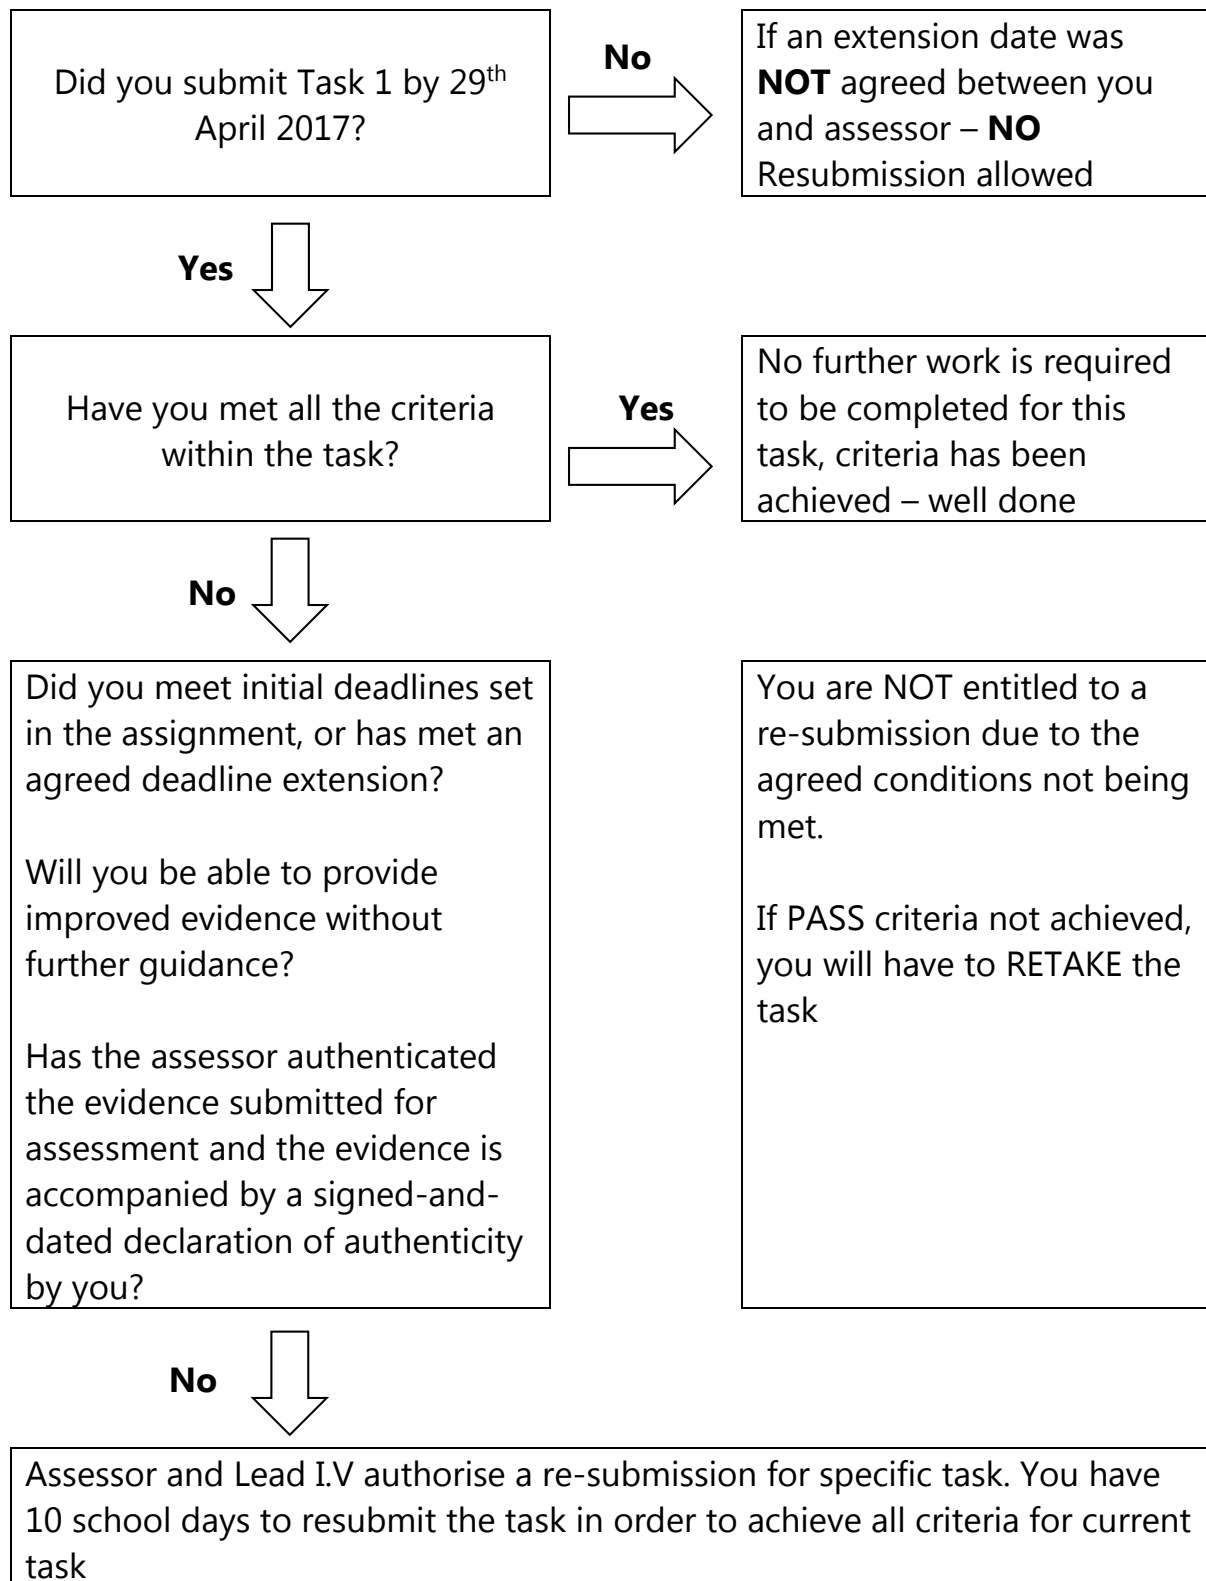 Did you submit Task 1 by 29th
April 2017?
No
If an extension date was
NOT agreed between you
and assessor – NO
Resubmission allowed
Yes
Have you met all the criteria
within the task?
Yes
No further work is required
to be completed for this
task, criteria has been
achieved – well done
No
Did you meet initial deadlines set
in the assignment, or has met an
agreed deadline extension?
Will you be able to provide
improved evidence without
further guidance?
Has the assessor authenticated
the evidence submitted for
assessment and the evidence is
accompanied by a signed-and-
dated declaration of authenticity
by you?
You are NOT entitled to a
re-submission due to the
agreed conditions not being
met.
If PASS criteria not achieved,
you will have to RETAKE the
task
No
Assessor and Lead I.V authorise a re-submission for specific task. You have
10 school days to resubmit the task in order to achieve all criteria for current
task